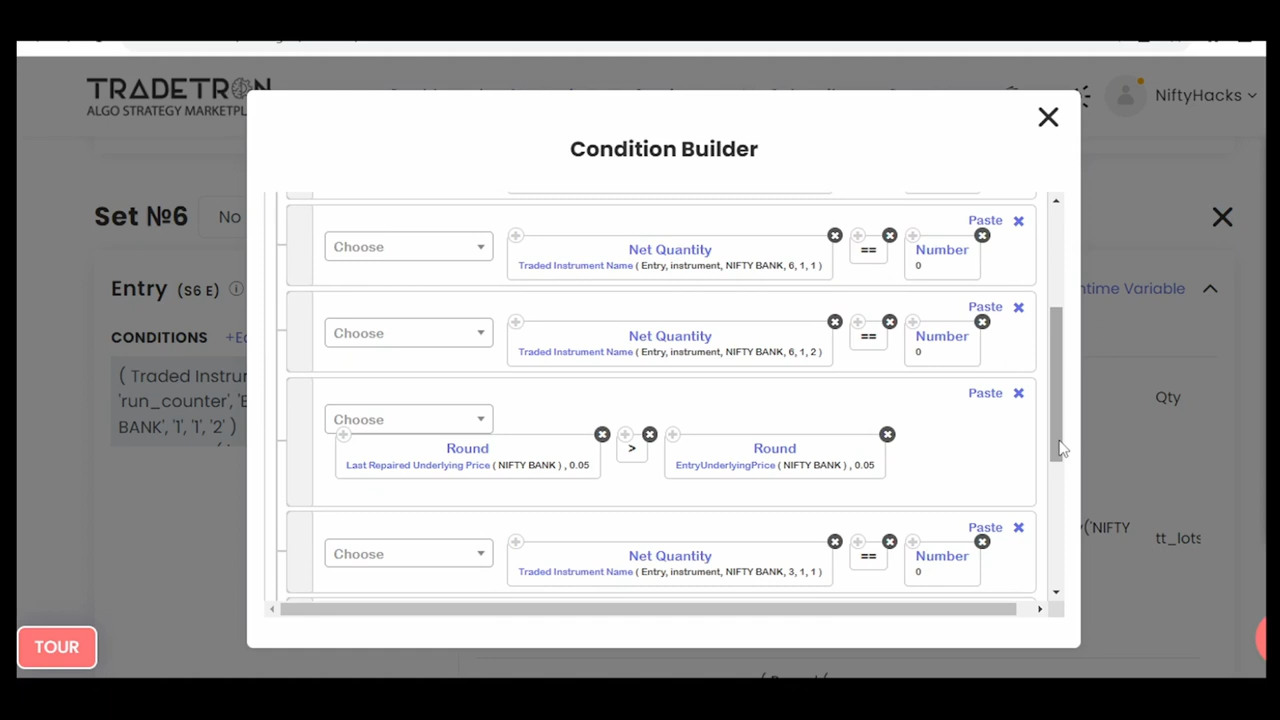 TRADETRON
ALGO STRATEGY MARKETPL
NiftyHacks
Condition Builder
Set №6
No
Paste
Choose
Net Quantity
==
Number
Traded Instrument Name ( Entry, instrument, NIFTY BANK, 6, 1, 1 )
0
Entry (S6 E)
ntime Variable
Paste
Choose
Net Quantity
==
Number
Traded Instrument Name ( Entry, instrument, NIFTY BANK, 6, 1, 2 )
0
CONDITIONS
( Traded Instrur
'run_counter', 'E
BANK', '1', '1', '2' )
Paste
Qty
Choose
Round
>
Round
Last Repaired Underlying Price ( NIFTY BANK ) , 0.05
EntryUnderlyingPrice ( NIFTY BANK ) , 0.05
Paste
('NIFTY
tt_lots
Choose
Net Quantity
==
Number
Traded Instrument Name ( Entry, instrument, NIFTY BANK, 3, 1, 1 )
0
TOUR